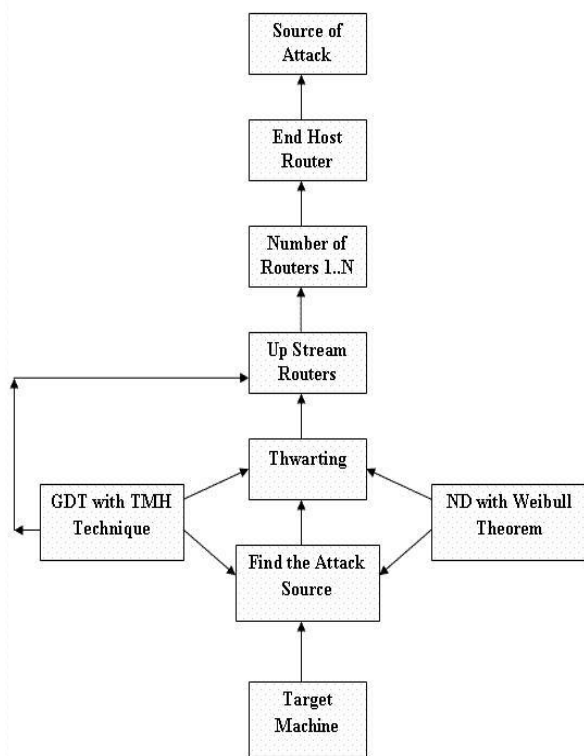 Source of
Attack
End Host
Router
Number of
Routers 1..N
Up Stream
Routers
Thwarting
GDT with TMH
Technique
ND with Weibull
Theorem
Find the Attack
Source
Target
Machine